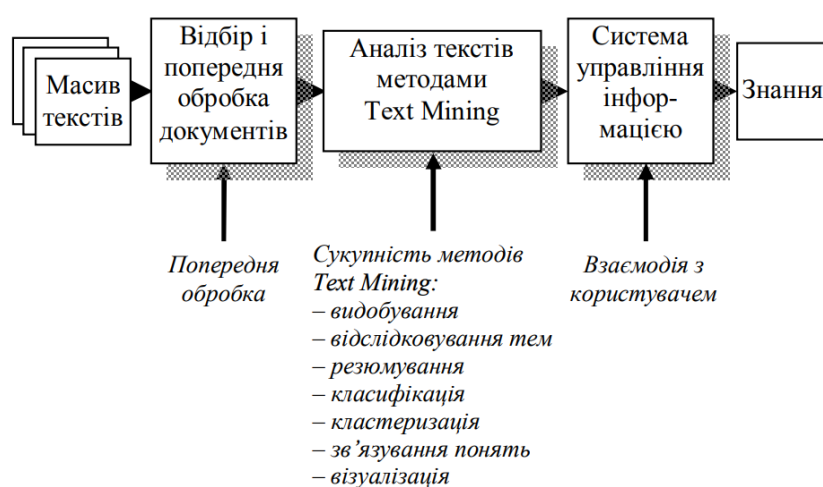 Масив
текстів
Відбір і
попередня
обробка
документів
Аналіз текстів
методами
Text Mining
Система
управління
інфор-
мацією
Знання
Попередня
обробка
Сукупність методів
Text Mining:
– видобування
– відслідковування тем
– резюмування
– класифікація
– кластеризація
– зв’язування понять
– візуалізація
Взаємодія з
користувачем